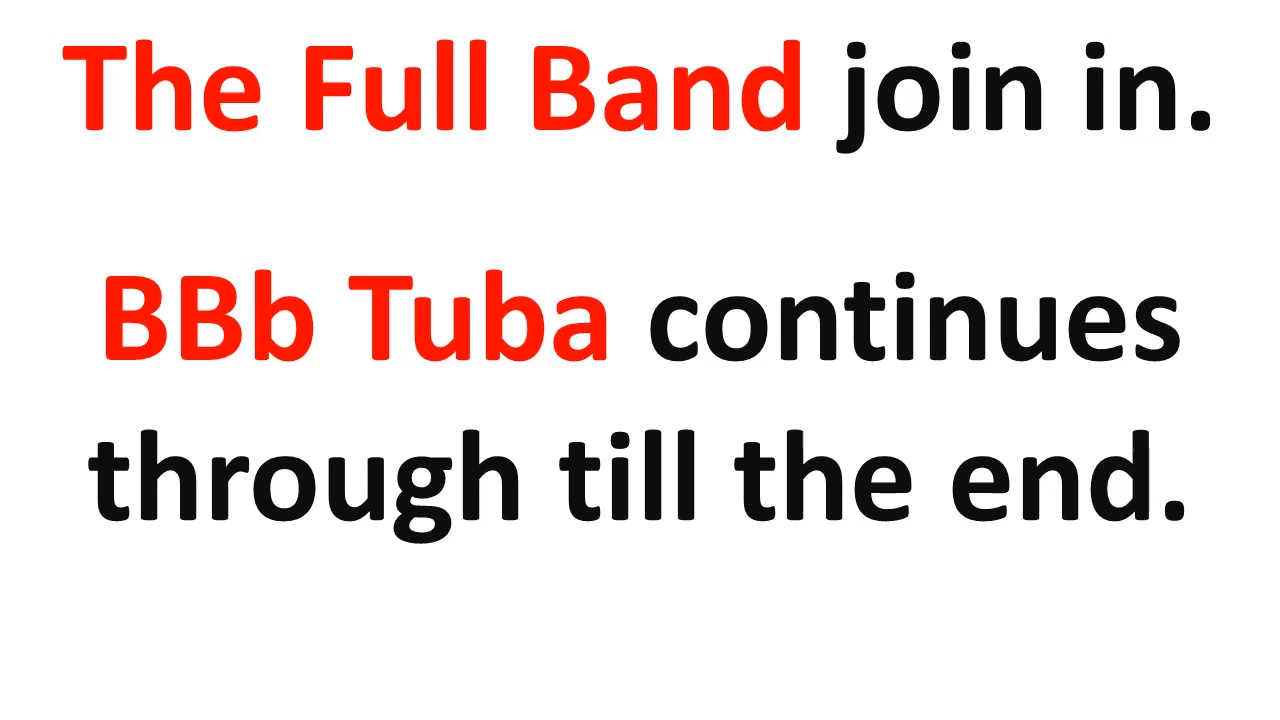 The Full Band join in.
BBb Tuba continues
through till the end.